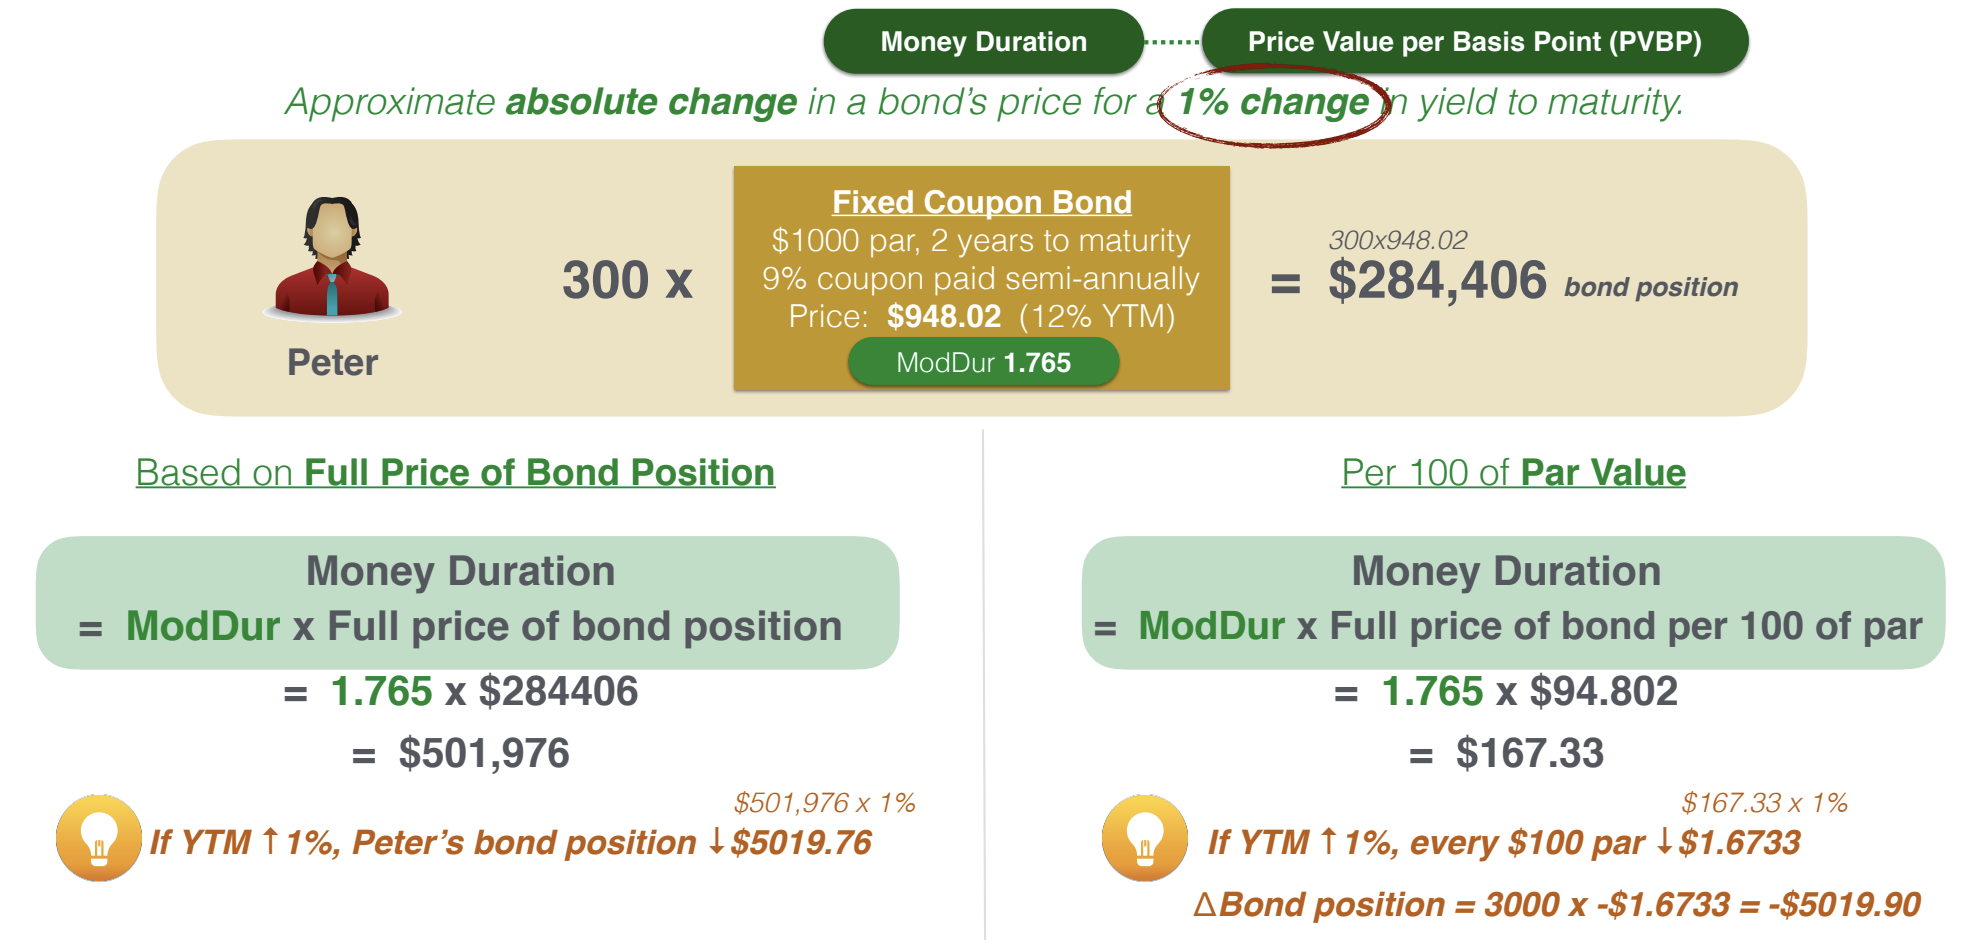 Money Duration
Price Value per Basis Point (PVBP)
Approximate absolute change in a bond's price for a 1% change in yield to maturity.
Peter
300 x
Fixed Coupon Bond
$1000 par, 2 years to maturity
9% coupon paid semi-annually
Price: $948.02 (12% YTM)
ModDur 1.765
300x948.02
= $284,406 bond position
Based on Full Price of Bond Position
Money Duration
= ModDur x Full price of bond position
= 1.765 x $284406
= $501,976
$501,976 x 1%
If YTM ↑ 1%, Peter's bond position ↓ $5019.76
Per 100 of Par Value
Money Duration
= ModDur x Full price of bond per 100 of par
= 1.765 x $94.802
= $167.33
$167.33 x 1%
If YTM ↑ 1%, every $100 par ↓ $1.6733
ΔBond position = 3000 x -$1.6733 = -$5019.90